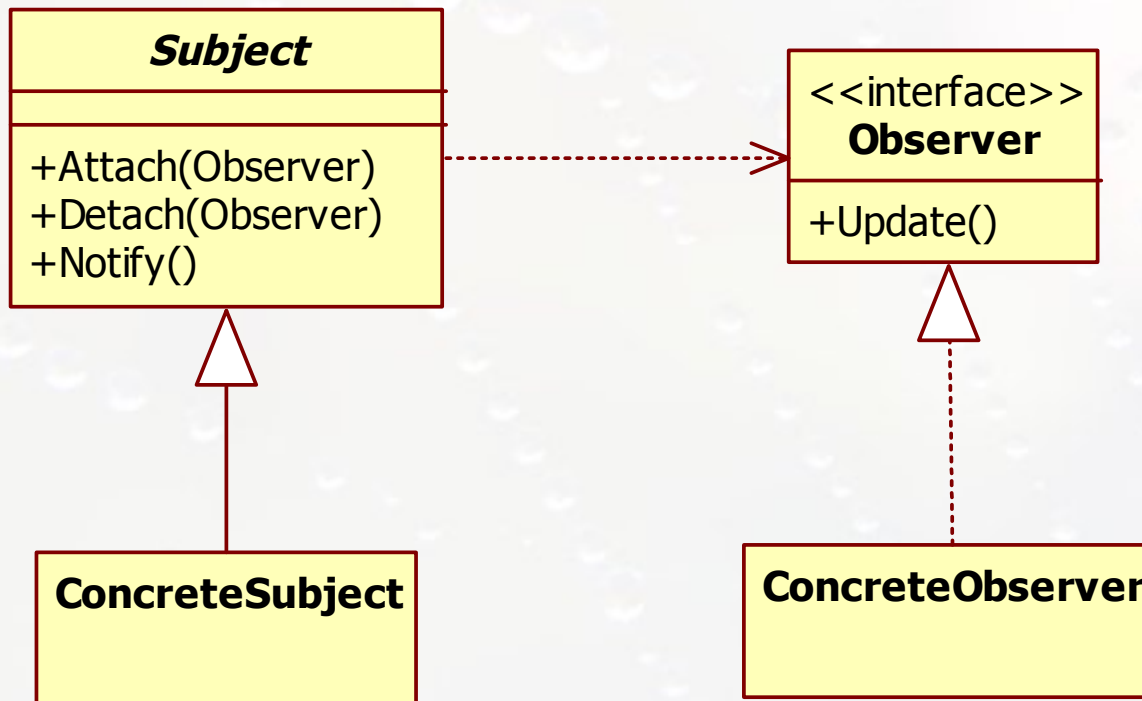 Subject
+Attach(Observer)
+Detach(Observer)
+Notify()
<<interface>>
Observer
+Update()
ConcreteSubject
ConcreteObserver